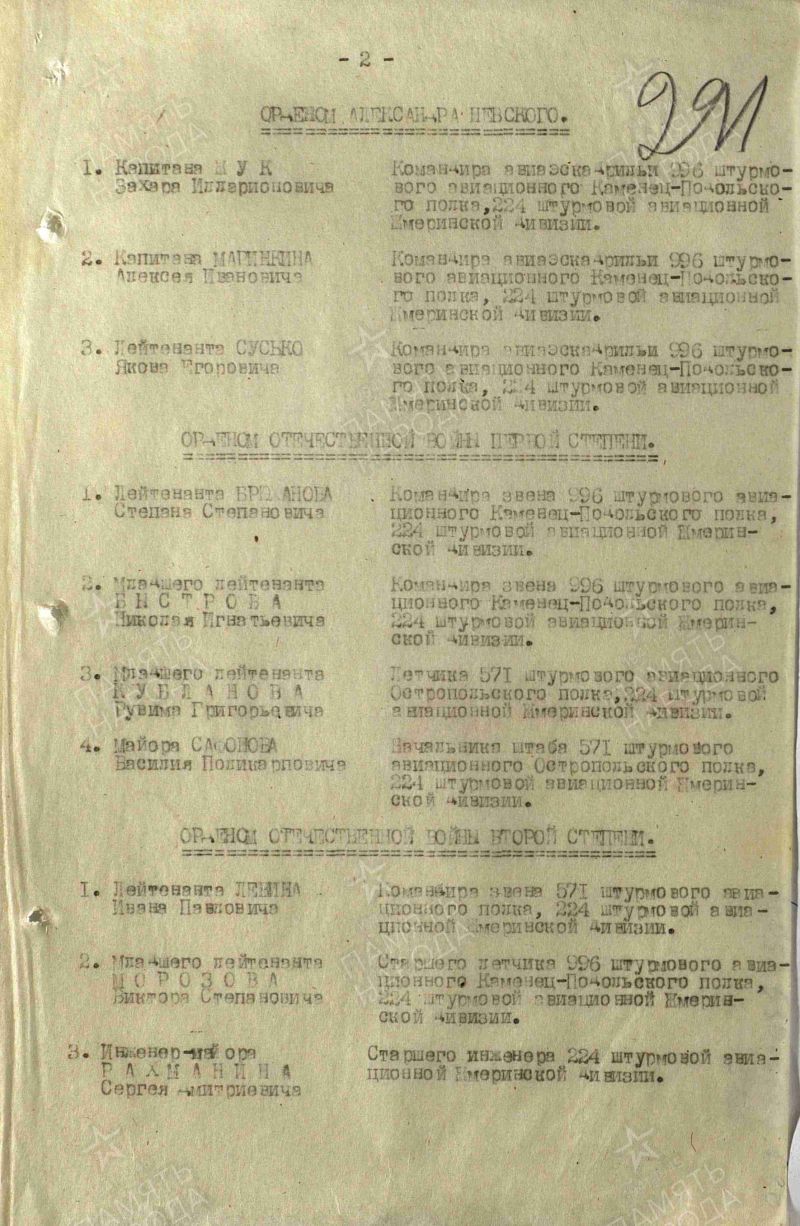 - 2 -
291
ОРДЕНОМ АЛЕКСАНДРА НЕВСКОГО.
1. Капитана
Захара Илларионовича
Командира авиаэскадрильи 996 штурмо-
вого авиационного Каменец-Подольско-
го полка, 224 штурмовой авиационной
Жмеринской дивизии.
2. Капитана
Алексея Ивановича
Командира авиаэскадрильи 996 штурмо-
вого авиационного Каменец-Подольско-
го полка, 224 штурмовой авиационной
Жмеринской дивизии.
3. Лейтенанта СУСЬКО
Якова Егоровича
Командира авиаэскадрильи 996 штурмо-
вого авиационного Каменец-Подольско-
го полка, 224 штурмовой авиационной
Жмеринской дивизии.
ОРДЕНОМ ОТЕЧЕСТВЕННОЙ ВОЙНЫ ПЕРВОЙ СТЕПЕНИ.
1. Лейтенанта
Степана Степановича
Командира звена 996 штурмового авиа-
ционного Каменец-Подольского полка,
224 штурмовой авиационной Жмерин-
ской дивизии.
2. Младшего лейтенанта
БЫСТРОВА
Николая Игнатьевича
Командира звена 996 штурмового авиа-
ционного Каменец-Подольского полка,
224 штурмовой авиационной Жмерин-
ской дивизии.
3. Младшего лейтенанта
КУБЛАНОВА
Рувима Григорьевича
Летчика 571 штурмового авиационного
Остропольского полка, 224 штурмовой
авиационной Жмеринской дивизии.
4. Майора САФОНОВА
Василия Поликарповича
Начальника штаба 571 штурмового
авиационного Остропольского полка,
224 штурмовой авиационной Жмерин-
ской дивизии.
ОРДЕНОМ ОТЕЧЕСТВЕННОЙ ВОЙНЫ ВТОРОЙ СТЕПЕНИ.
1. Лейтенанта
Ивана Павловича
Командира звена 571 штурмового авиа-
ционного полка, 224 штурмовой авиа-
ционной Жмеринской дивизии.
2. Младшего лейтенанта
МОРОЗОВА
Виктора Степановича
Старшего летчика 996 штурмового авиа-
ционного Каменец-Подольского полка,
224 штурмовой авиационной Жмерин-
ской дивизии.
3. Инженер-майора
РАХМАНИНА
Сергея Дмитриевича
Старшего инженера 224 штурмовой авиа-
ционной Жмеринской дивизии.
ПАМЯТЬ
НАРОДА